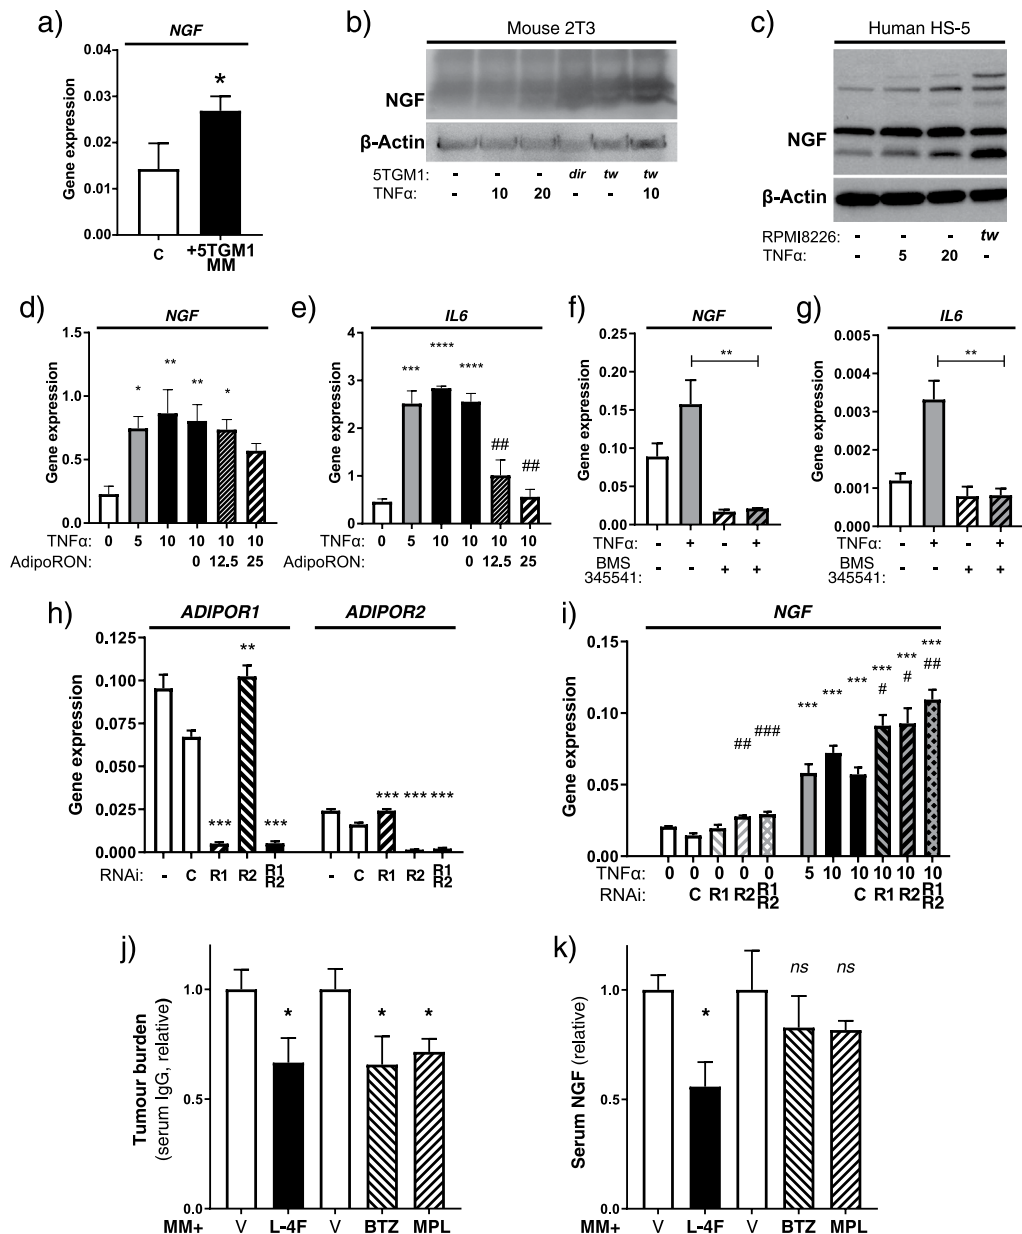 a)
NGF
Gene expression
0.04
0.03
0.02
0.01
0.00
*
C
+5TGM1
MM
b)
Mouse 2T3
NGF
β-Actin
5TGM1: - - - dir tw tw
TNFα: - 10 20 - - 10
c)
Human HS-5
NGF
β-Actin
RPMI8226: - - - tw
TNFα: - 5 20 -
d)
NGF
Gene expression
1.5
1.0
0.5
0.0
* ** ** *
TNFα: 0 5 10 10 10 10
AdipoRON: 0 12.5 25
e)
IL6
Gene expression
4
3
2
1
0
*** **** **** ## ##
TNFα: 0 5 10 10 10 10
AdipoRON: 0 12.5 25
f)
NGF
Gene expression
0.25
0.20
0.15
0.10
0.05
0.00
**
TNFα: - + - +
BMS
345541: - - + +
g)
IL6
Gene expression
0.005
0.004
0.003
0.002
0.001
0.000
**
TNFα: - + - +
BMS
345541: - - + +
h)
ADIPOR1
ADIPOR2
Gene expression
0.125
0.100
0.075
0.050
0.025
0.000
*** ** *** *** *** ***
RNAi: - C R1 R2 R1 - C R1 R2 R1
R2 R2
i)
NGF
Gene expression
0.15
0.10
0.05
0.00
## ### *** *** *** *** *** ***
# # ##
TNFα: 0 0 0 0 0 5 10 10 10 10 10
RNAi: C R1 R2 R1 C R1 R2 R1
R2 R2
j)
Tumour burden
(serum IgG, relative)
1.0
0.5
0.0
* * *
MM+ V L-4F V BTZ MPL
k)
Serum NGF (relative)
1.0
0.5
0.0
* ns ns
MM+ V L-4F V BTZ MPL